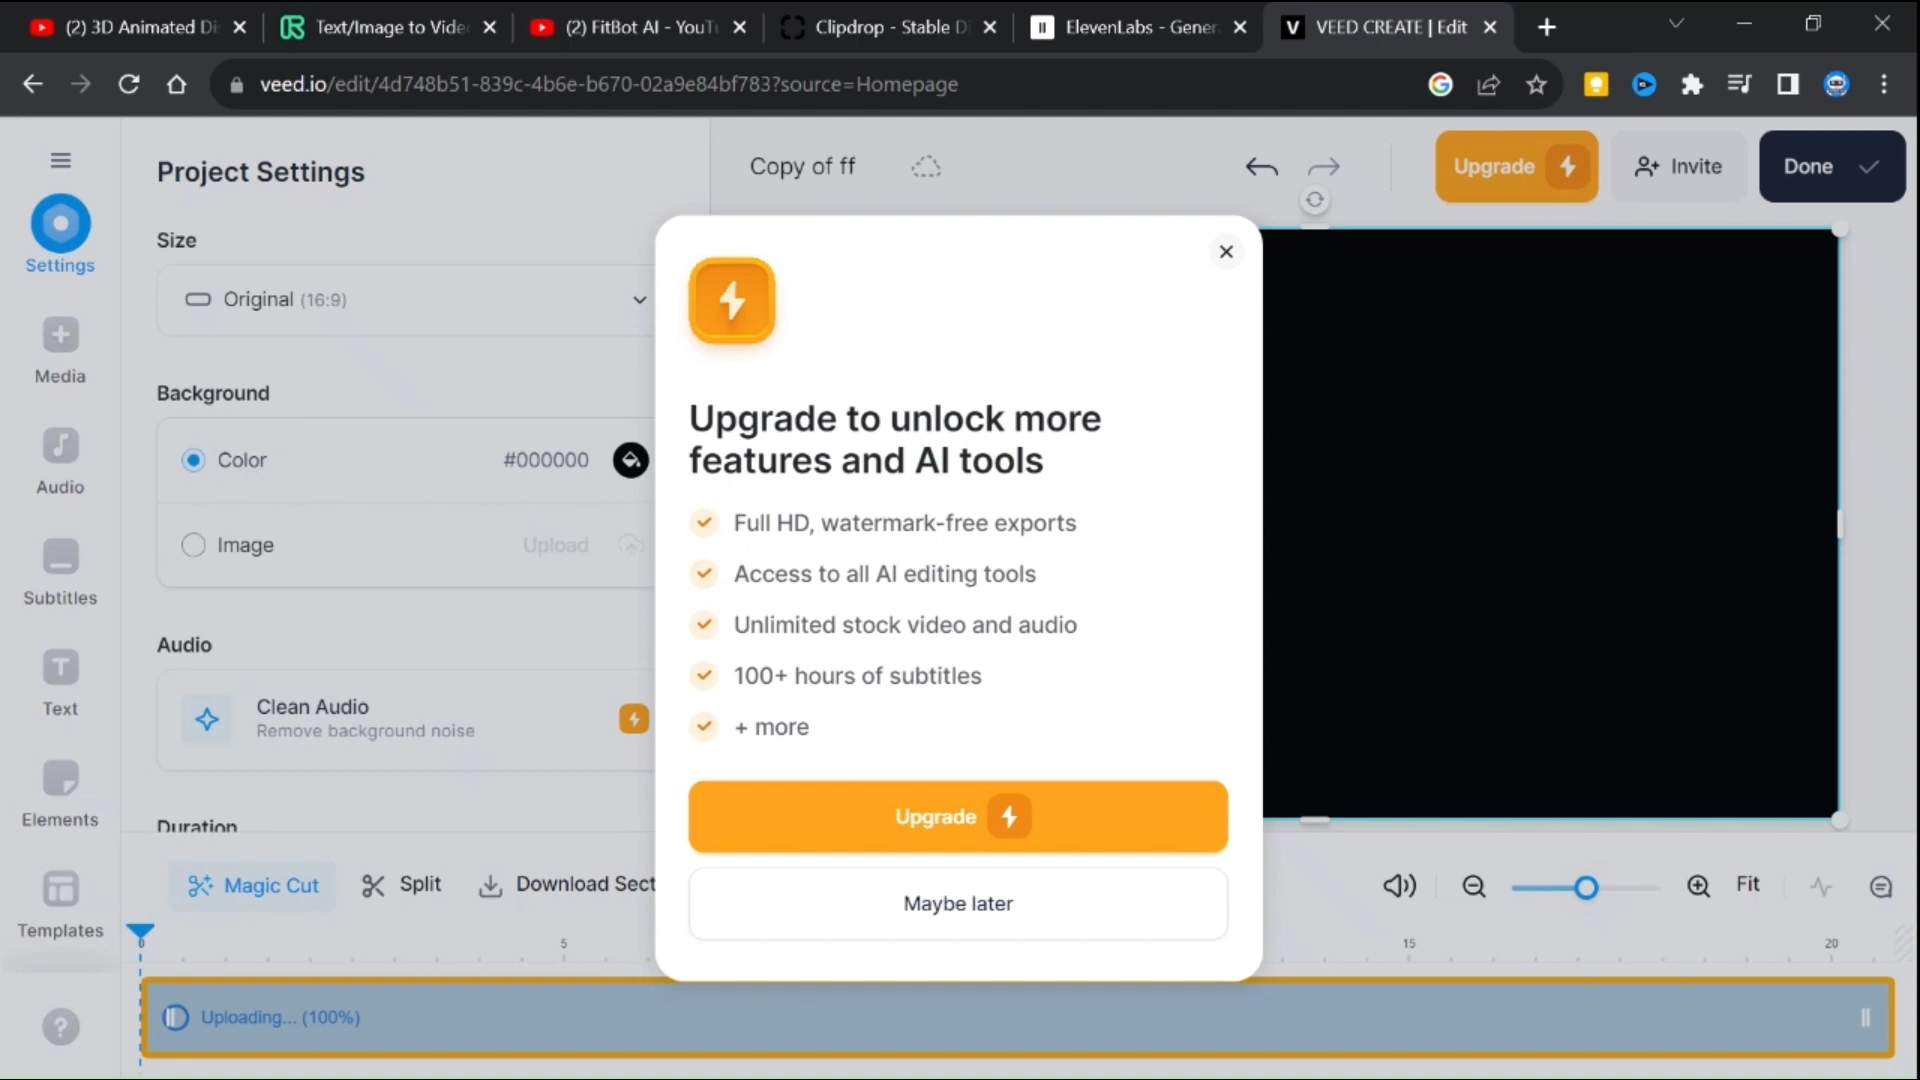 (2) 3D Animated Di
Text/Image to Vide
(2) FitBot AI - YouTu
Clipdrop - Stable D
ElevenLabs - Gener
VEED CREATE | Edit
veed.io/edit/4d748b51-839c-4b6e-b670-02a9e84bf783?source=Homepage
Project Settings
Copy of ff
Upgrade
Invite
Done
Settings
Media
Audio
Subtitles
Text
Elements
Templates
Size
Original (16:9)
Background
Color
#000000
Image
Upload
Audio
Clean Audio
Remove background noise
Duration
Upgrade to unlock more
features and AI tools
Full HD, watermark-free exports
Access to all AI editing tools
Unlimited stock video and audio
100+ hours of subtitles
+ more
Upgrade
Maybe later
Magic Cut
Split
Download Sect
Fit
0
5
15
20
Uploading... (100%)